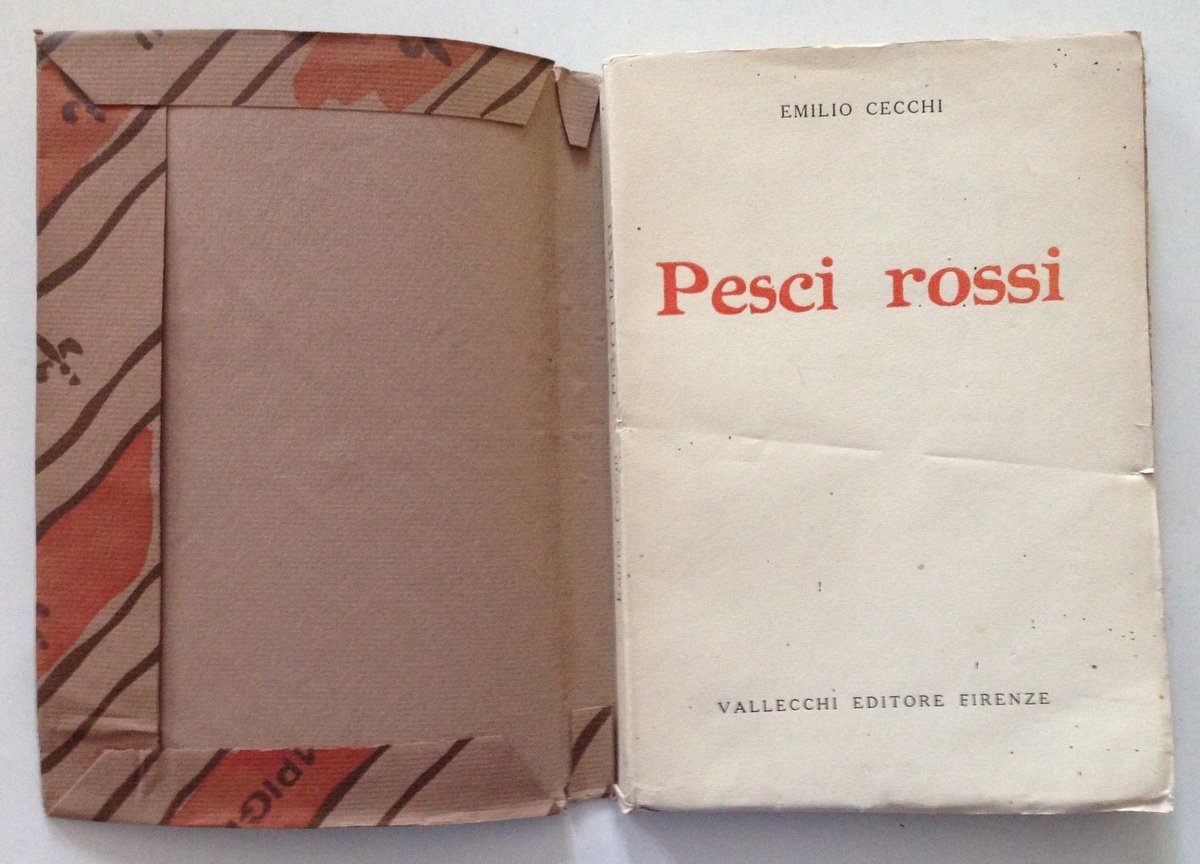 EMILIO CECCHI
Pesci rossi
VALLECCHI EDITORE FIRENZE